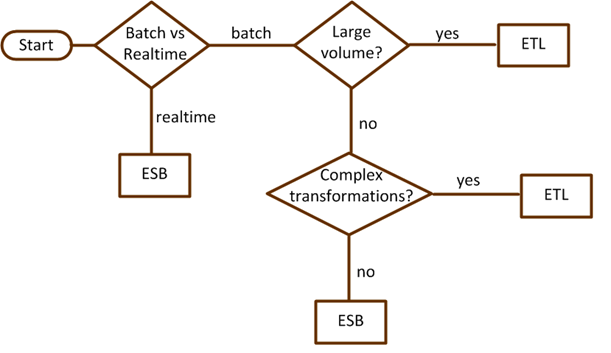 Start
Batch vs
Realtime
batch
Large
volume?
yes
ETL
realtime
no
ESB
Complex
transformations?
yes
ETL
no
ESB